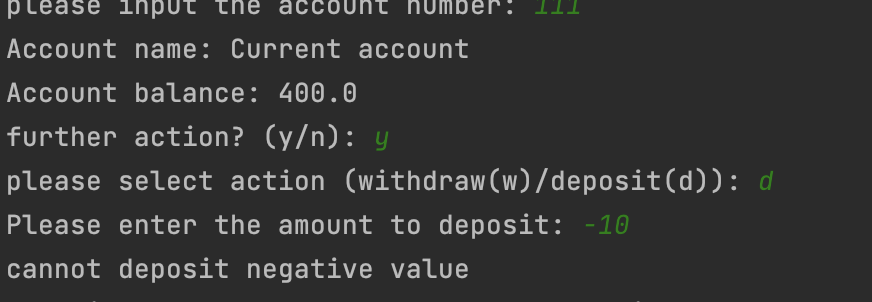 please input the account number: 111
Account name: Current account
Account balance: 400.0
further action? (y/n): y
please select action (withdraw(w)/deposit(d)): d
Please enter the amount to deposit: -10
cannot deposit negative value